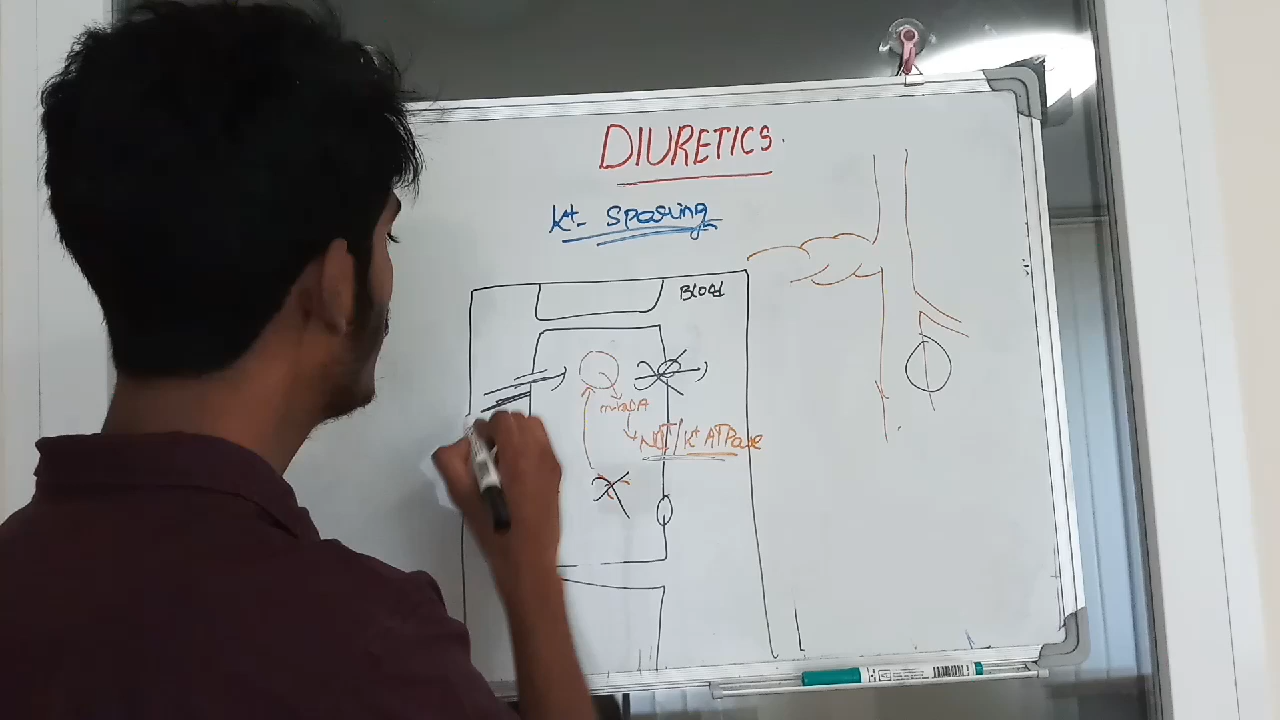 DIURETICS.
K+- Sparing
Blood
mRNA
Na+/K+ ATPase